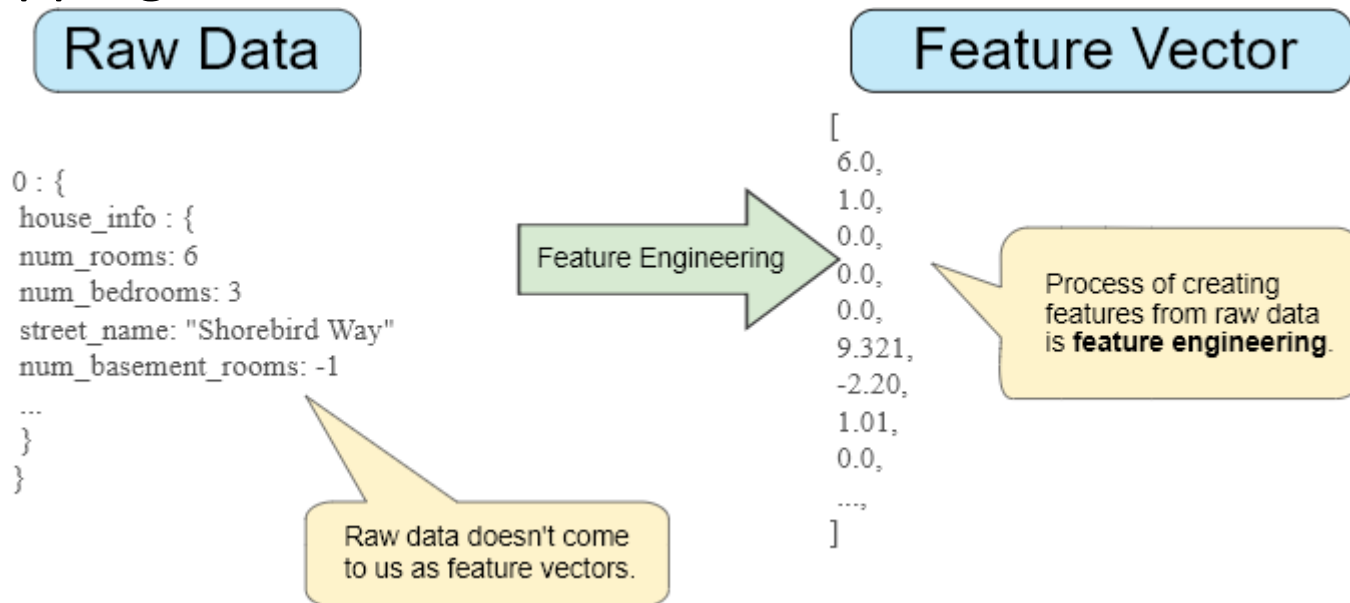 Raw Data
0 : {
house_info : {
num_rooms: 6
num_bedrooms: 3
street_name: "Shorebird Way"
num_basement_rooms: -1
...
}
}
Raw data doesn't come
to us as feature vectors.
Feature Engineering
Feature Vector
[
6.0,
1.0,
0.0,
0.0,
0.0,
9.321,
-2.20,
1.01,
0.0,
...,
]
Process of creating
features from raw data
is feature engineering.